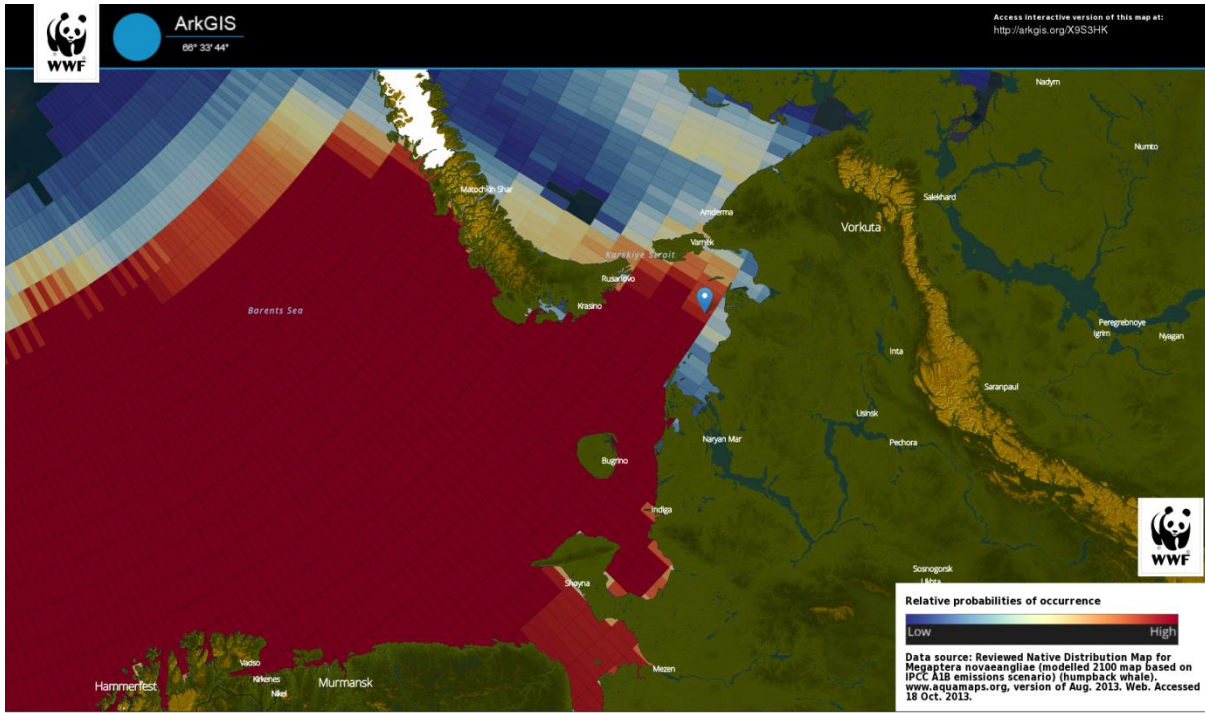 WWF
ArkGIS
66° 33' 44"
Access interactive version of this map at:
http://arkgis.org/X9S3HK
Nadym
Numto
Matochkin Shar
Salekhard
Amderma
Vorkuta
Varnek
Karskiye Strait
Rusanovo
Krasino
Barents Sea
Peregrebnoye
Igrim
Nyagan
Inta
Saranpaul
Usinsk
Naryan Mar
Pechora
Bugrino
Indiga
WWF
Shoyna
Sosnogorsk
Ukhta
Relative probabilities of occurrence
Low High
Data source: Reviewed Native Distribution Map for
Megaptera novaeangliae (modelled 2100 map based on
IPCC A1B emissions scenario) (humpback whale).
www.aquamaps.org, version of Aug. 2013. Web. Accessed
18 Oct. 2013.
Vadso
Mezen
Kirkenes
Hammerfest
Murmansk
Nikel